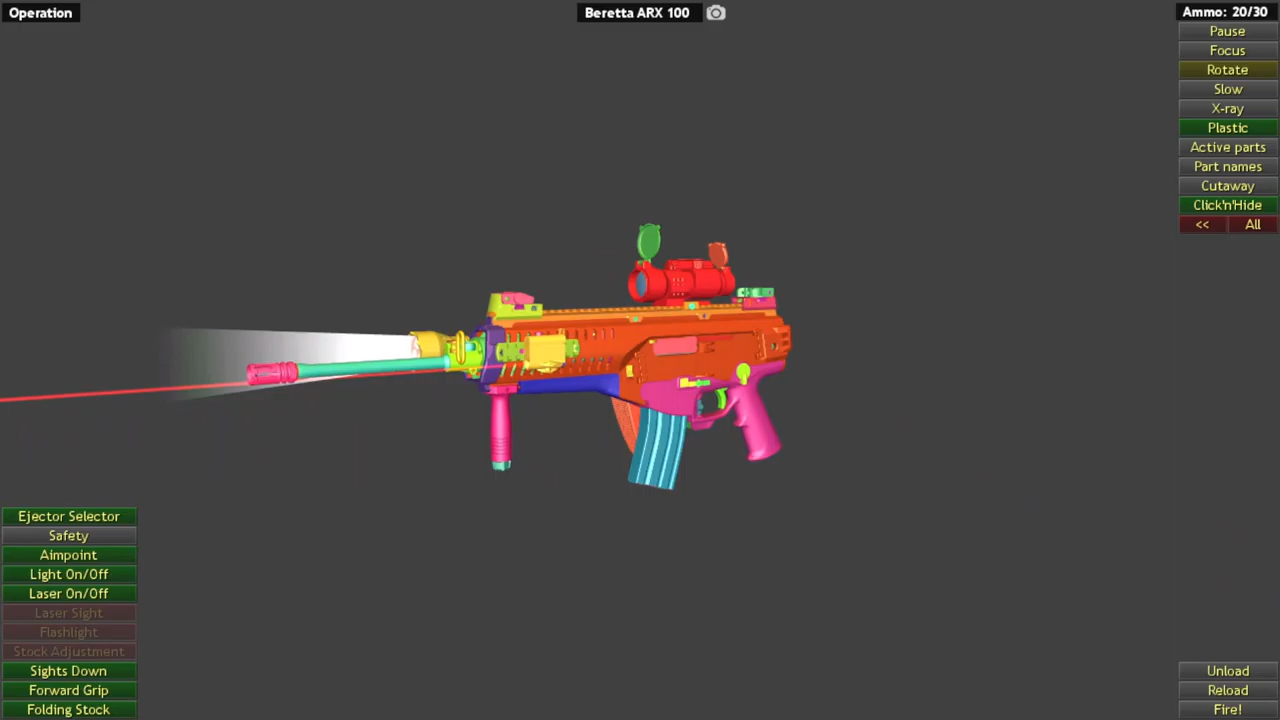 Operation
Beretta ARX 100
Ammo: 20/30
Pause
Focus
Rotate
Slow
X-ray
Plastic
Active parts
Part names
Cutaway
Click'n'Hide
<< All
Ejector Selector
Safety
Aimpoint
Light On/Off
Laser On/Off
Laser Sight
Flashlight
Stock Adjustment
Sights Down
Forward Grip
Folding Stock
Unload
Reload
Fire!